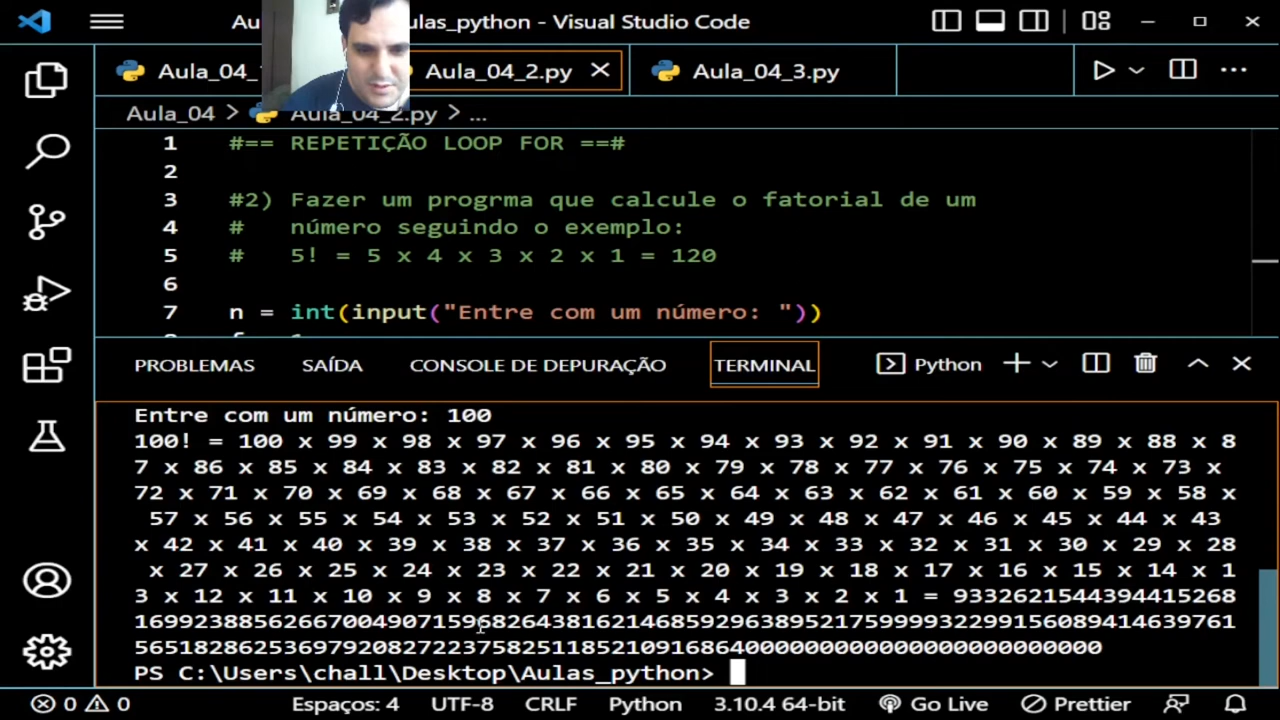 Au
Aulas_python - Visual Studio Code
Aula_04_
Aula_04_2.py
Aula_04_3.py
Aula_04 > Aula_04_2.py > ...
1 #== REPETIÇÃO LOOP FOR ==#
2
3 #2) Fazer um progrma que calcule o fatorial de um
4 # número seguindo o exemplo:
5 # 5! = 5 x 4 x 3 x 2 x 1 = 120
6
7 n = int(input("Entre com um número: "))
PROBLEMAS SAÍDA CONSOLE DE DEPURAÇÃO TERMINAL Python
Entre com um número: 100
100! = 100 x 99 x 98 x 97 x 96 x 95 x 94 x 93 x 92 x 91 x 90 x 89 x 88 x 8
7 x 86 x 85 x 84 x 83 x 82 x 81 x 80 x 79 x 78 x 77 x 76 x 75 x 74 x 73 x
72 x 71 x 70 x 69 x 68 x 67 x 66 x 65 x 64 x 63 x 62 x 61 x 60 x 59 x 58 x
57 x 56 x 55 x 54 x 53 x 52 x 51 x 50 x 49 x 48 x 47 x 46 x 45 x 44 x 43
x 42 x 41 x 40 x 39 x 38 x 37 x 36 x 35 x 34 x 33 x 32 x 31 x 30 x 29 x 28
x 27 x 26 x 25 x 24 x 23 x 22 x 21 x 20 x 19 x 18 x 17 x 16 x 15 x 14 x 1
3 x 12 x 11 x 10 x 9 x 8 x 7 x 6 x 5 x 4 x 3 x 2 x 1 = 9332621544394415268
16992388562667004907159682643816214685929638952175999932299156089414639761
565182862536979208272237582511852109168640000000000000000000000000
PS C:\Users\chall\Desktop\Aulas_python>
0 0 Espaços: 4 UTF-8 CRLF Python 3.10.4 64-bit Go Live Prettier